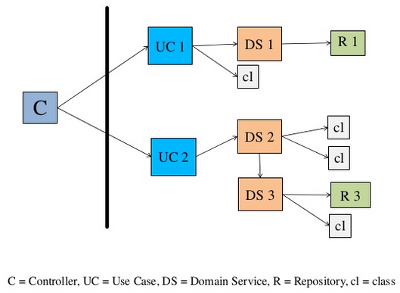 UC 1
DS 1
R 1
cl
C
cl
DS 2
UC 2
cl
DS 3
R 3
cl
C = Controller, UC = Use Case, DS = Domain Service, R = Repository, cl = class